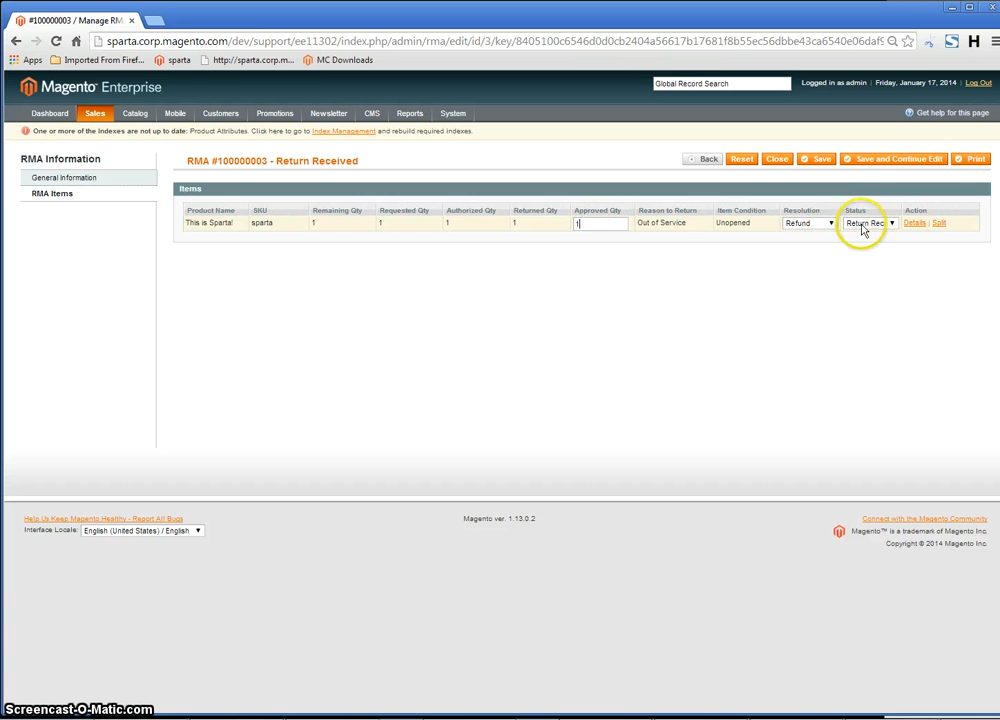 #100000003 / Manage RM
sparta.corp.magento.com/dev/support/ee11302/index.php/admin/rma/edit/id/3/key/8405100c6546d0d0cb2404a56617b17681f8b55ec56dbbe43ca6540e06daf9
Apps Imported From Firef... sparta http://sparta.corp.m... MC Downloads
Magento Enterprise
Global Record Search Logged in as admin | Friday, January 17, 2014 | Log Out
Dashboard Sales Catalog Mobile Customers Promotions Newsletter CMS Reports System Get help for this page
One or more of the Indexes are not up to date: Product Attributes. Click here to go to Index Management and rebuild required indexes.
RMA Information
General Information
RMA Items
RMA #100000003 - Return Received Back Reset Close Save Save and Continue Edit Print
Items
Product Name SKU Remaining Qty Requested Qty Authorized Qty Returned Qty Approved Qty Reason to Return Item Condition Resolution Status Action
This is Sparta! sparta 1 1 1 1 1 Out of Service Unopened Refund Return Rec Details | Split
Help Us Keep Magento Healthy - Report All Bugs
Interface Locale: English (United States) / English
Magento ver. 1.13.0.2
Connect with the Magento Community
Magento™ is a trademark of Magento Inc.
Copyright © 2014 Magento Inc.
Screencast-O-Matic.com